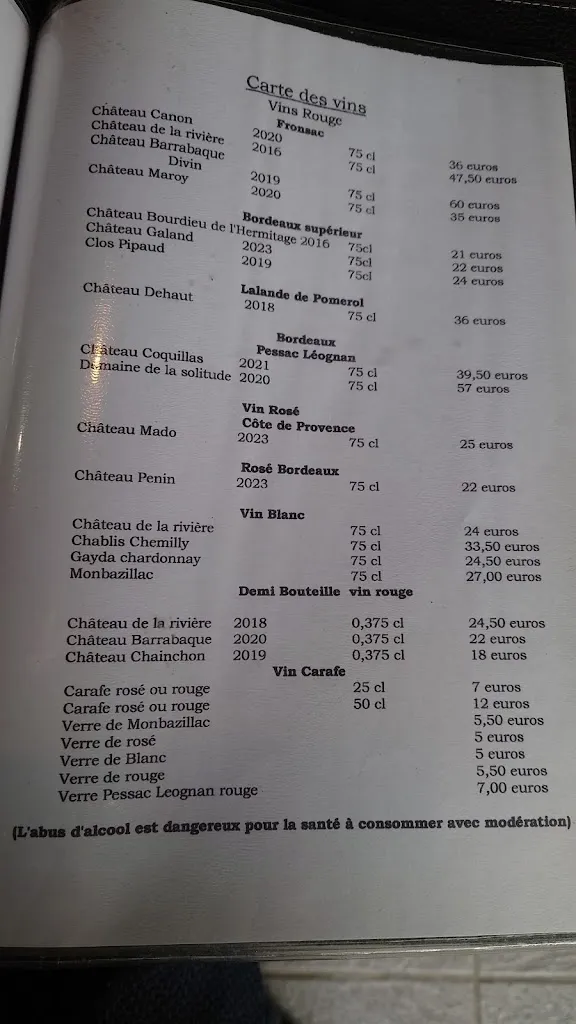 Carte des vins
Vins Rouge
Fronsac
Château Canon 2020 75 cl 36 euros
Château de la rivière 2016 75 cl 47,50 euros
Château Barrabaque
Divin 2019 75 cl 60 euros
Château Maroy 2020 75 cl 35 euros
Bordeaux supérieur
Château Bourdieu de l'Hermitage 2016 75cl 21 euros
Château Galand 2023 75cl 22 euros
Clos Pipaud 2019 75cl 24 euros
Lalande de Pomerol
Château Dehaut 2018 75 cl 36 euros
Bordeaux
Pessac Léognan
Château Coquillas 2021 75 cl 39,50 euros
Domaine de la solitude 2020 75 cl 57 euros
Vin Rosé
Côte de Provence
Château Mado 2023 75 cl 25 euros
Rosé Bordeaux
Château Penin 2023 75 cl 22 euros
Vin Blanc
Château de la rivière 75 cl 24 euros
Chablis Chemilly 75 cl 33,50 euros
Gayda chardonnay 75 cl 24,50 euros
Monbazillac 75 cl 27,00 euros
Demi Bouteille vin rouge
Château de la rivière 2018 0,375 cl 24,50 euros
Château Barrabaque 2020 0,375 cl 22 euros
Château Chainchon 2019 0,375 cl 18 euros
Vin Carafe
Carafe rosé ou rouge 25 cl 7 euros
Carafe rosé ou rouge 50 cl 12 euros
Verre de Monbazillac 5,50 euros
Verre de rosé 5 euros
Verre de Blanc 5 euros
Verre de rouge 5,50 euros
Verre Pessac Leognan rouge 7,00 euros
(L'abus d'alcool est dangereux pour la santé à consommer avec modération)